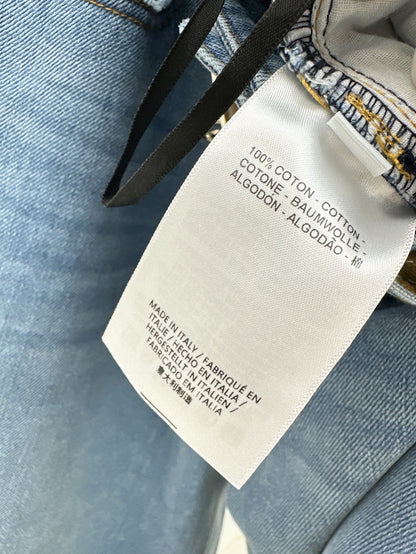 100% COTON - COTTON -
COTONE - BAUMWOLLE -
ALGODÓN - ALGODÃO - 棉
MADE IN ITALY / FABRIQUÉ EN
ITALIE / HECHO EN ITALIA /
HERGESTELLT IN ITALIEN /
FABRICADO EM ITALIA
意大利制造